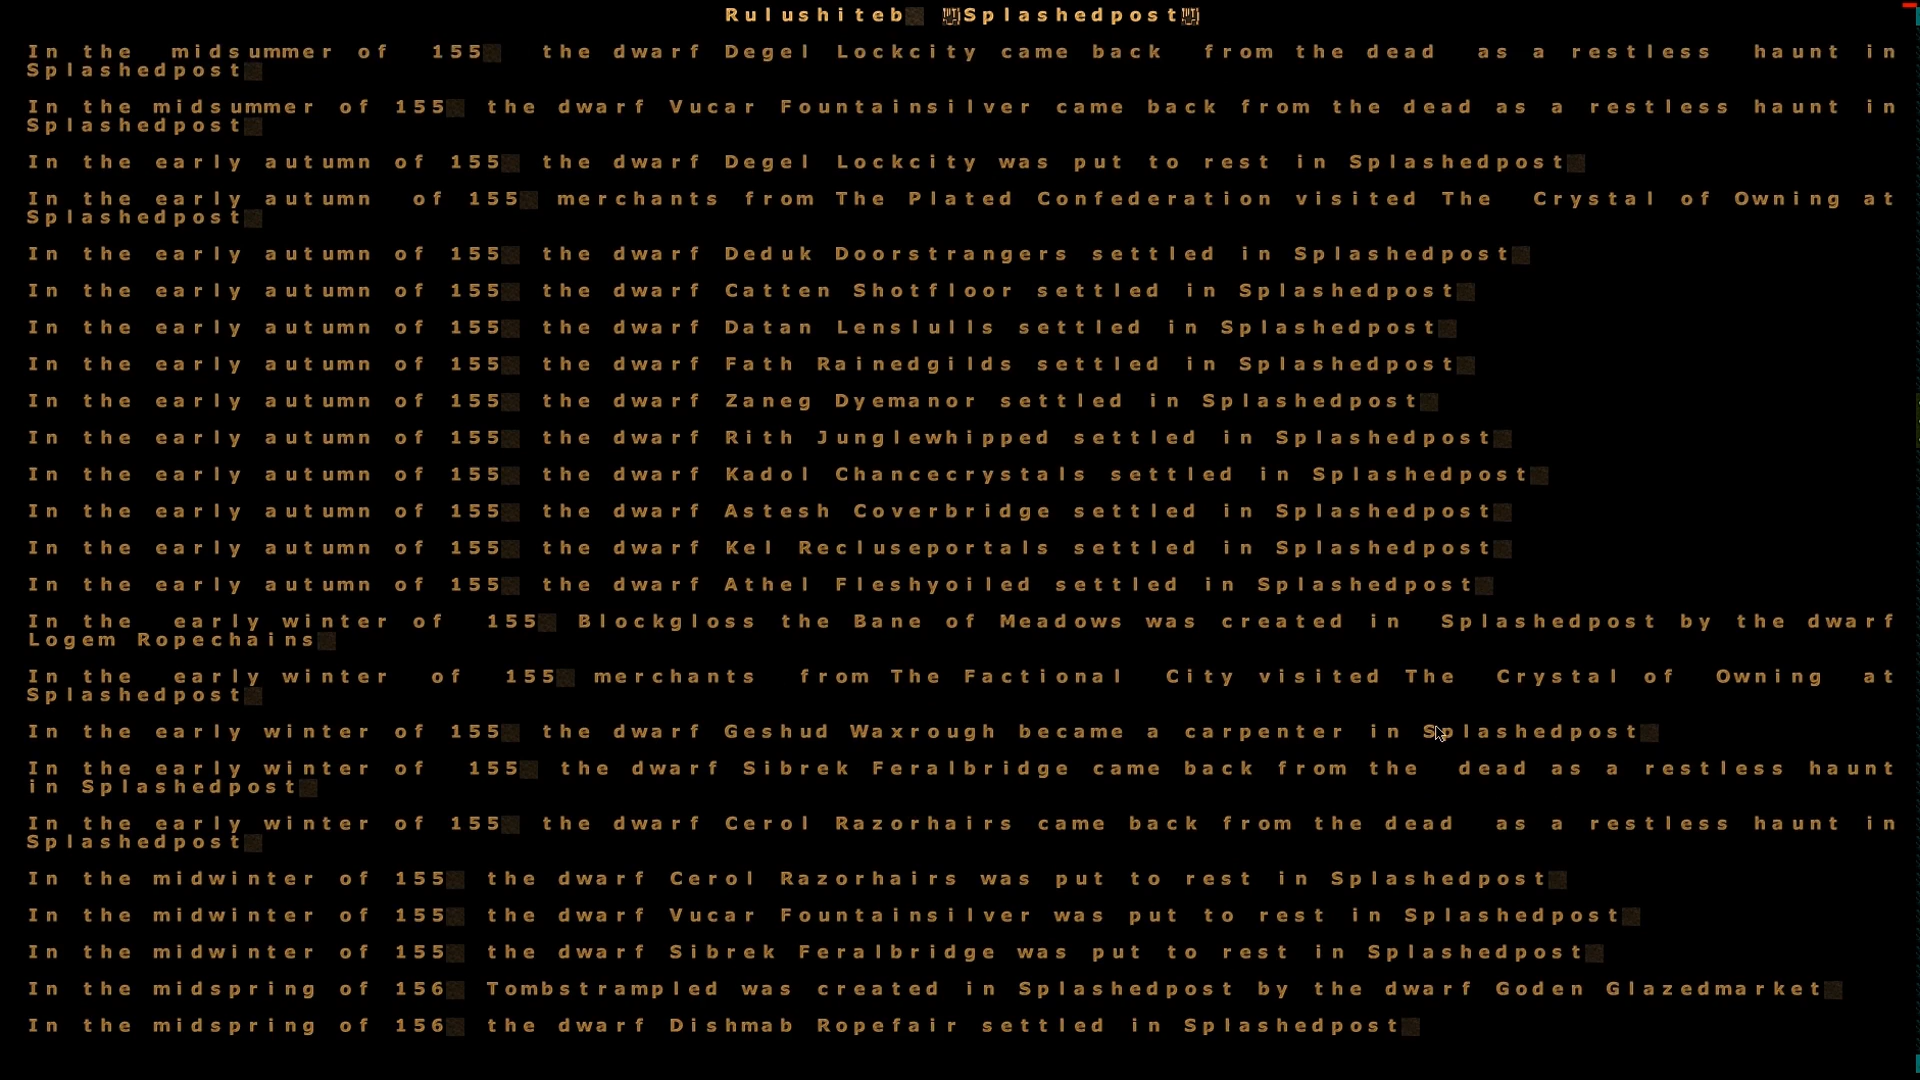 Rulushiteb Splashedpost
In the midsummer of 155 the dwarf Degel Lockcity came back from the dead as a restless haunt in
Splashedpost
In the midsummer of 155 the dwarf Vucar Fountainsilver came back from the dead as a restless haunt in
Splashedpost
In the early autumn of 155 the dwarf Degel Lockcity was put to rest in Splashedpost
In the early autumn of 155 merchants from The Plated Confederation visited The Crystal of Owning at
Splashedpost
In the early autumn of 155 the dwarf Deduk Doorstrangers settled in Splashedpost
In the early autumn of 155 the dwarf Catten Shotfloor settled in Splashedpost
In the early autumn of 155 the dwarf Datan Lenslulls settled in Splashedpost
In the early autumn of 155 the dwarf Fath Rainedgilds settled in Splashedpost
In the early autumn of 155 the dwarf Zaneg Dyemanor settled in Splashedpost
In the early autumn of 155 the dwarf Rith Junglewhipped settled in Splashedpost
In the early autumn of 155 the dwarf Kadol Chancecrystals settled in Splashedpost
In the early autumn of 155 the dwarf Astesh Coverbridge settled in Splashedpost
In the early autumn of 155 the dwarf Kel Recluseportals settled in Splashedpost
In the early autumn of 155 the dwarf Athel Fleshyoiled settled in Splashedpost
In the early winter of 155 Blockgloss the Bane of Meadows was created in Splashedpost by the dwarf
Logem Ropechains
In the early winter of 155 merchants from The Factional City visited The Crystal of Owning at
Splashedpost
In the early winter of 155 the dwarf Geshud Waxrough became a carpenter in Splashedpost
In the early winter of 155 the dwarf Sibrek Feralbridge came back from the dead as a restless haunt
in Splashedpost
In the early winter of 155 the dwarf Cerol Razorhairs came back from the dead as a restless haunt in
Splashedpost
In the midwinter of 155 the dwarf Cerol Razorhairs was put to rest in Splashedpost
In the midwinter of 155 the dwarf Vucar Fountainsilver was put to rest in Splashedpost
In the midwinter of 155 the dwarf Sibrek Feralbridge was put to rest in Splashedpost
In the midspring of 156 Tombstrampled was created in Splashedpost by the dwarf Goden Glazedmarket
In the midspring of 156 the dwarf Dishmab Ropefair settled in Splashedpost